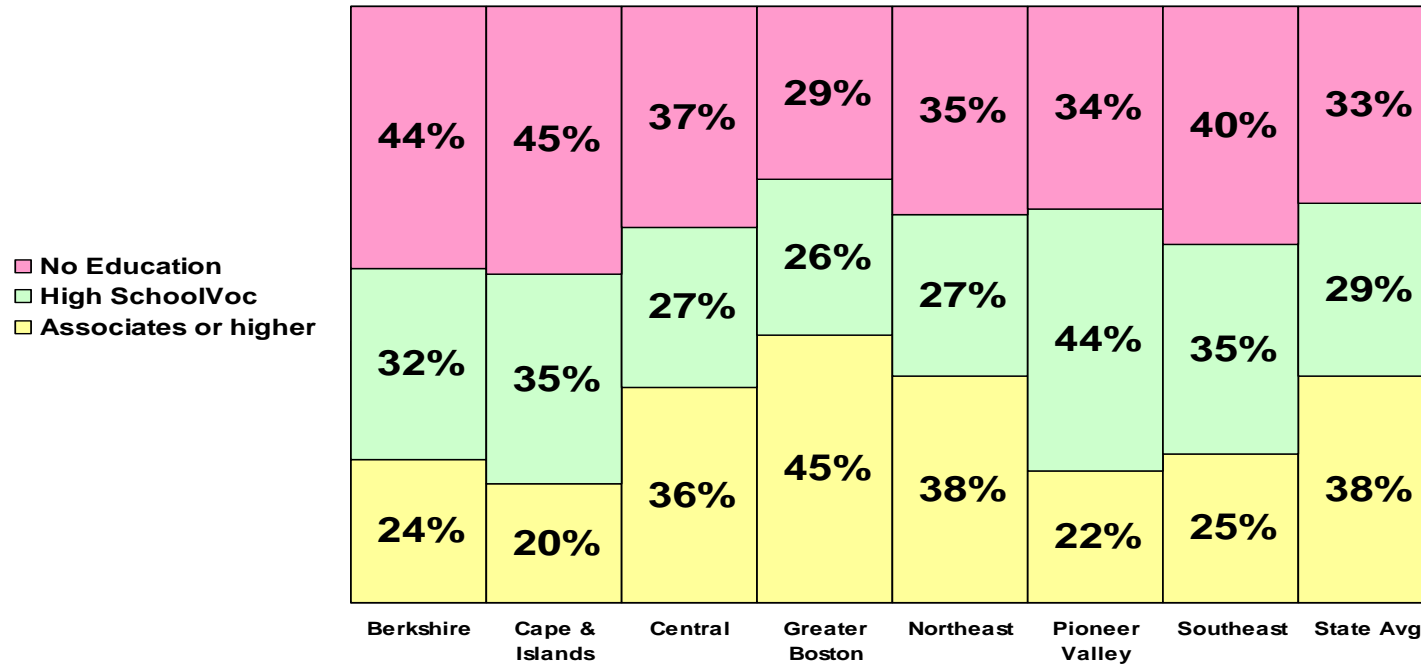 44%
45%
37%
29%
35%
34%
40%
33%
No Education
High SchoolVoc
Associates or higher
32%
35%
27%
26%
27%
44%
35%
29%
24%
20%
36%
45%
38%
22%
25%
38%
Berkshire
Cape &
Islands
Central
Greater
Boston
Northeast
Pioneer
Valley
Southeast
State Avg